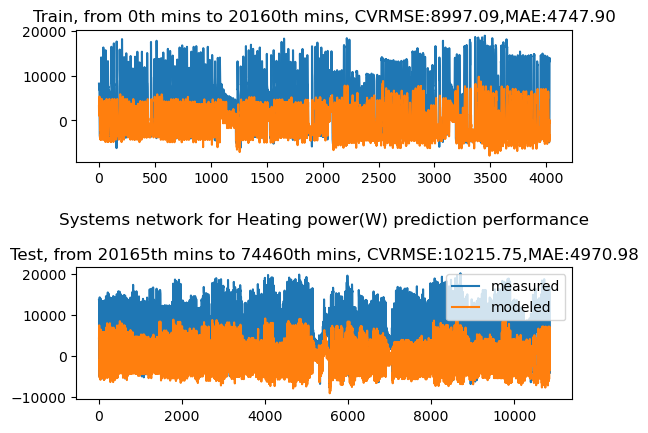 Train, from 0th mins to 20160th mins, CVRMSE:8997.09,MAE:4747.90
20000
10000
0
0 500 1000 1500 2000 2500 3000 3500 4000
Systems network for Heating power(W) prediction performance
Test, from 20165th mins to 74460th mins, CVRMSE:10215.75,MAE:4970.98
20000
measured
modeled
10000
0
−10000
0 2000 4000 6000 8000 10000